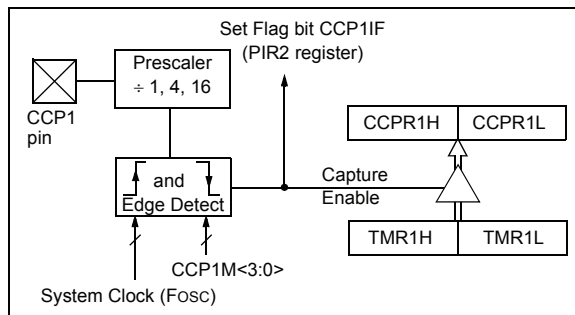 Set Flag bit CCP1IF
(PIR2 register)
Prescaler
÷ 1, 4, 16
CCP1
pin
CCPR1H CCPR1L
and
Edge Detect
Capture
Enable
TMR1H TMR1L
CCP1M<3:0>
System Clock (FOSC)